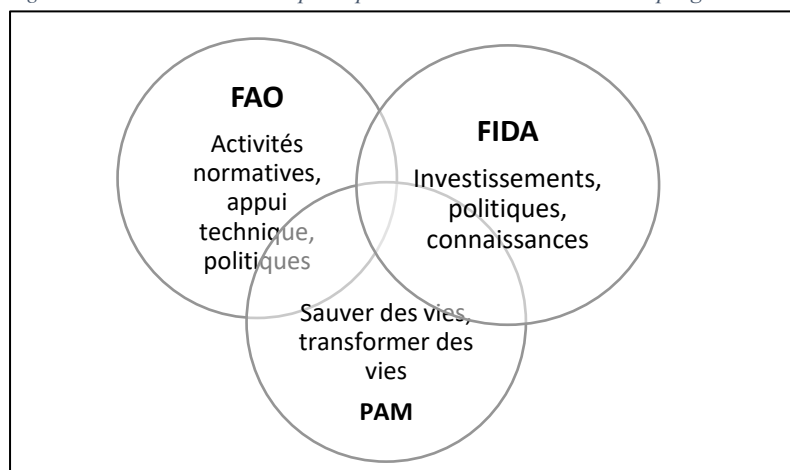 FAO
Activités
normatives,
appui
technique,
politiques
FIDA
Investissements,
politiques,
connaissances
Sauver des vies,
transformer des
vies
PAM